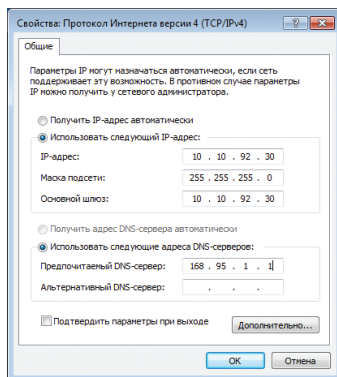 Свойства: Протокол Интернета версии 4 (TCP/IPv4)
Общие
Параметры IP могут назначаться автоматически, если сеть
поддерживает эту возможность. В противном случае параметры
IP можно получить у сетевого администратора.
Получить IP-адрес автоматически
Использовать следующий IP-адрес:
IP-адрес: 10 . 10 . 92 . 30
Маска подсети: 255 . 255 . 255 . 0
Основной шлюз: 10 . 10 . 92 . 30
Получить адрес DNS-сервера автоматически
Использовать следующие адреса DNS-серверов:
Предпочитаемый DNS-сервер: 168 . 95 . 1 . 1
Альтернативный DNS-сервер: . . .
Подтвердить параметры при выходе
Дополнительно...
ОК
Отмена